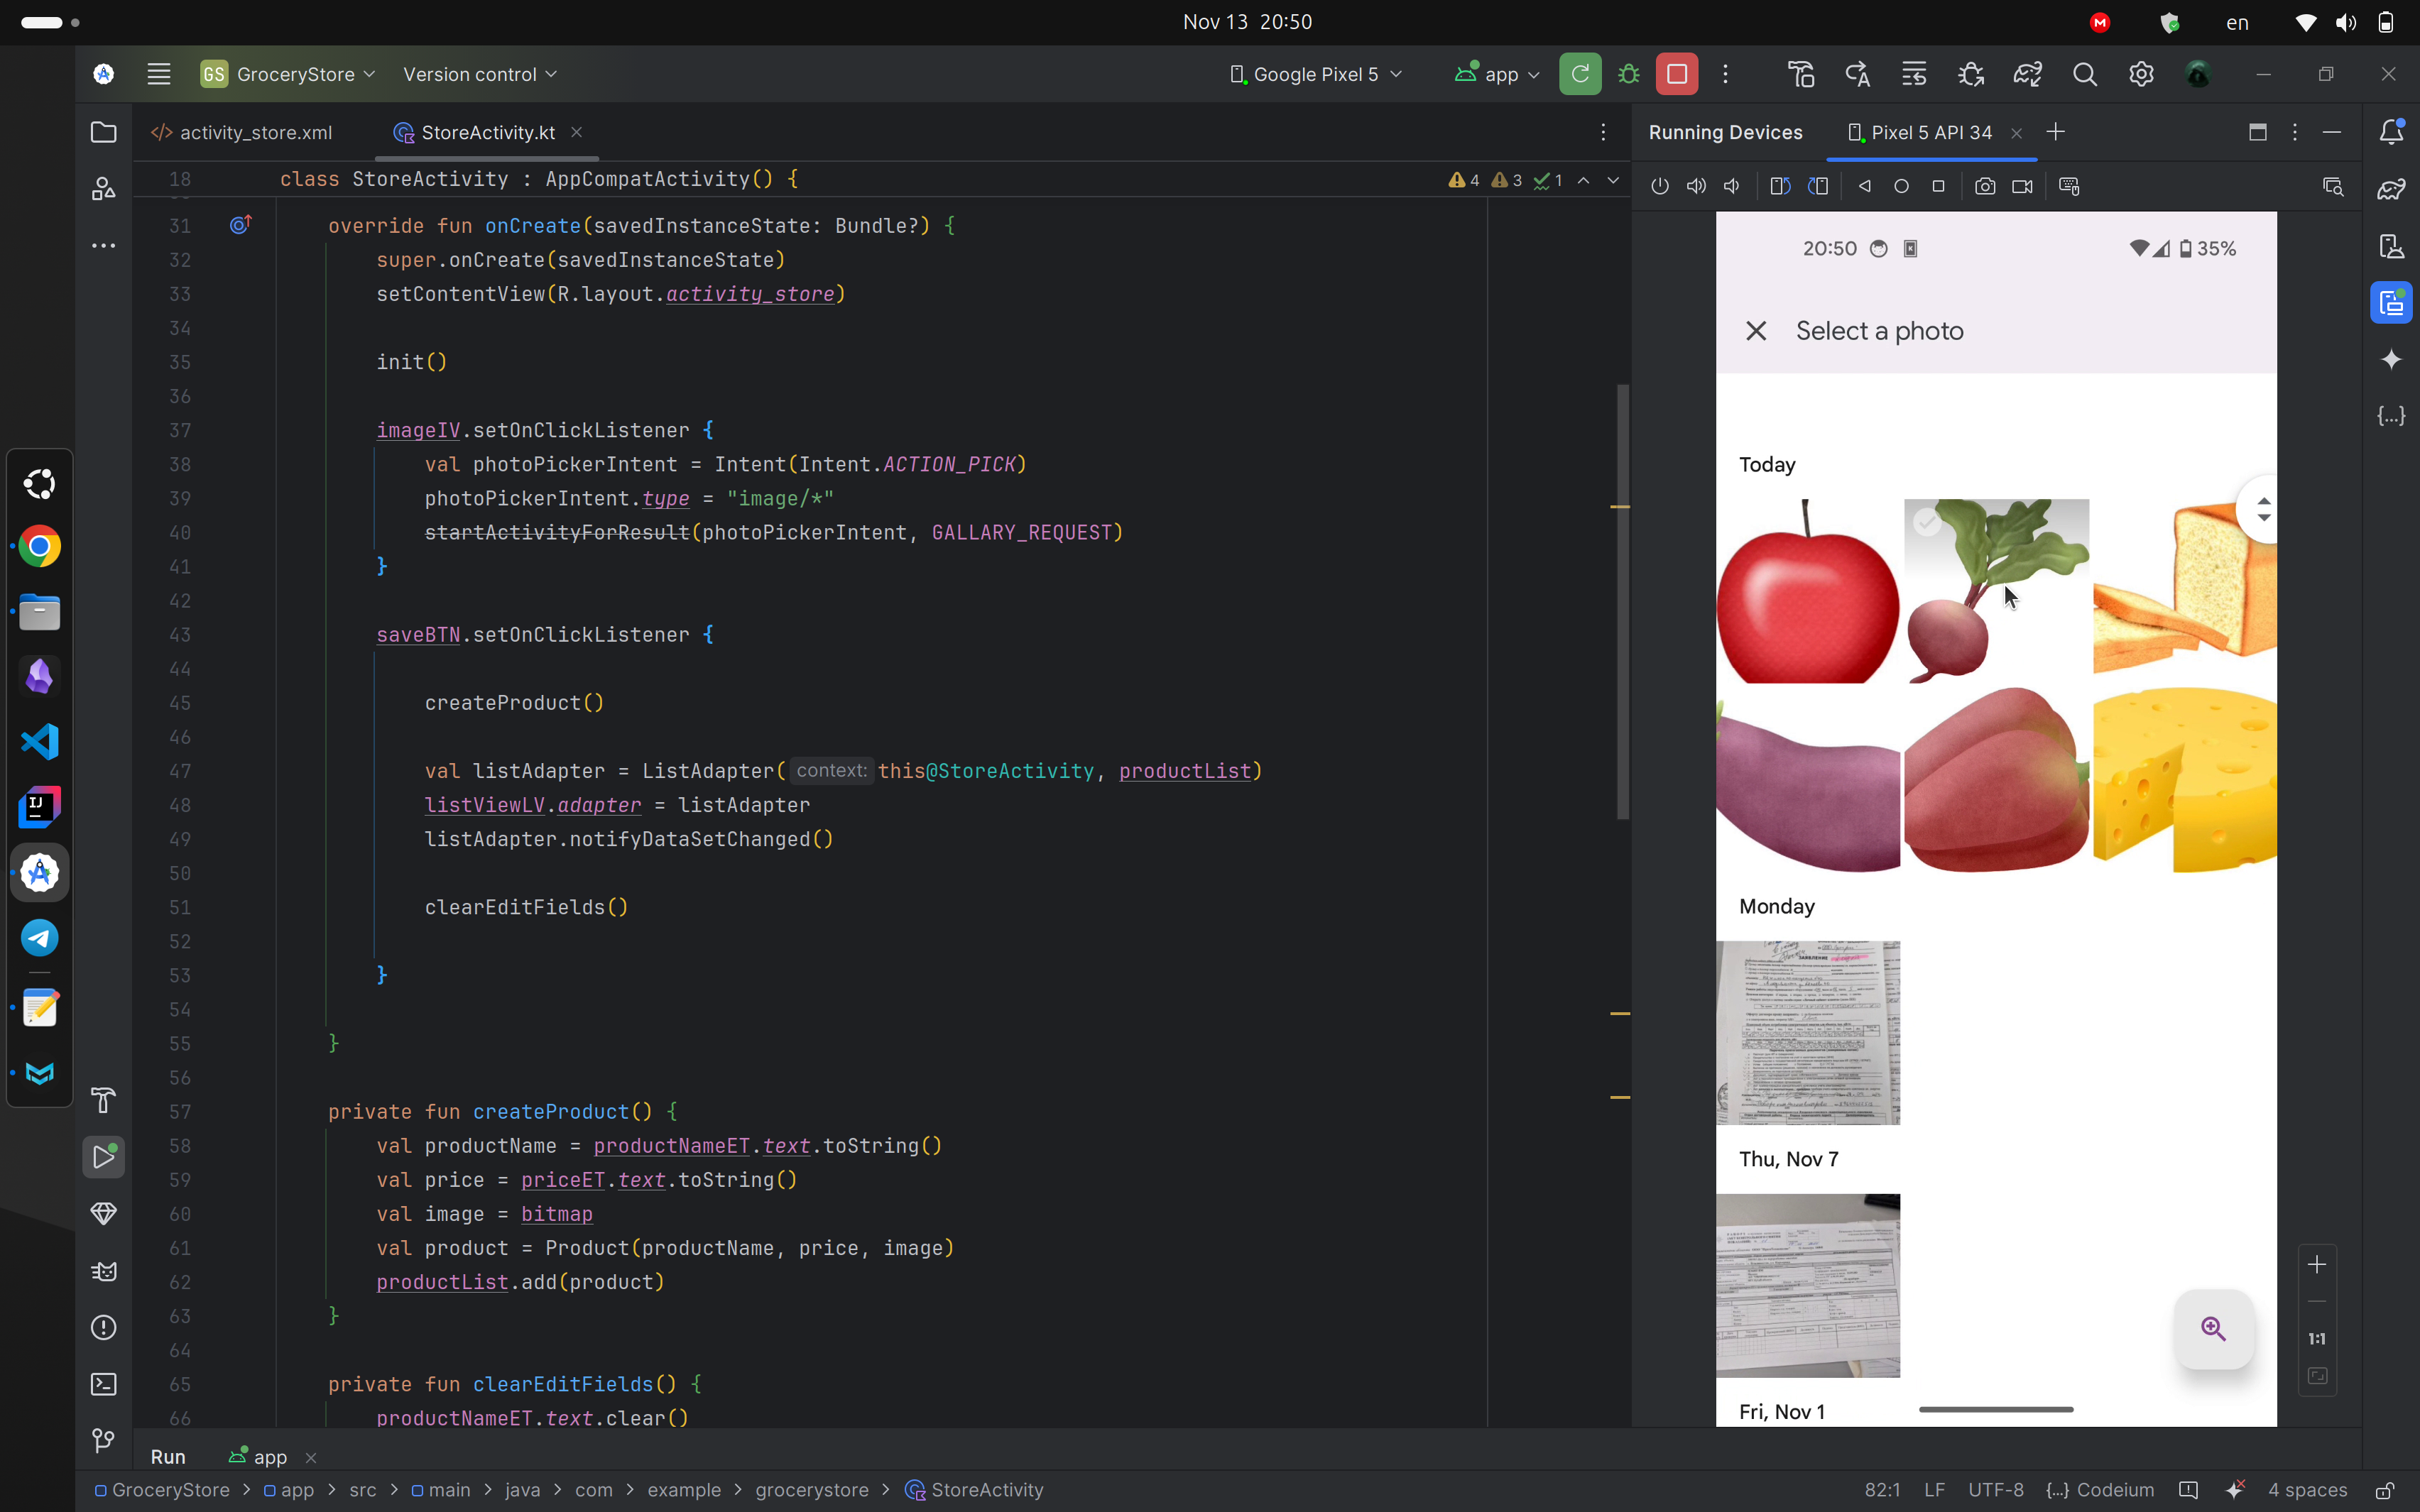 Nov 13 20:50
en
GS GroceryStore
Version control
Google Pixel 5
app
activity_store.xml
StoreActivity.kt
Running Devices
Pixel 5 API 34
18 class StoreActivity : AppCompatActivity() {
4 3 1
31 override fun onCreate(savedInstanceState: Bundle?) {
32 super.onCreate(savedInstanceState)
33 setContentView(R.layout.activity_store)
34
35 init()
36
37 imageIV.setOnClickListener {
38 val photoPickerIntent = Intent(Intent.ACTION_PICK)
39 photoPickerIntent.type = "image/*"
40 startActivityForResult(photoPickerIntent, GALLARY_REQUEST)
41 }
42
43 saveBTN.setOnClickListener {
44
45 createProduct()
46
47 val listAdapter = ListAdapter( context: this@StoreActivity, productList)
48 listViewLV.adapter = listAdapter
49 listAdapter.notifyDataSetChanged()
50
51 clearEditFields()
52
53 }
54
55 }
56
57 private fun createProduct() {
58 val productName = productNameET.text.toString()
59 val price = priceET.text.toString()
60 val image = bitmap
61 val product = Product(productName, price, image)
62 productList.add(product)
63 }
64
65 private fun clearEditFields() {
66 productNameET.text.clear()
20:50
35%
Select a photo
Today
Monday
ЗАЯВЛЕНИЕ
Thu, Nov 7
Fri, Nov 1
1:1
Run
app
GroceryStore > app > src > main > java > com > example > grocerystore > StoreActivity
82:1 LF UTF-8 {...} Codeium 4 spaces